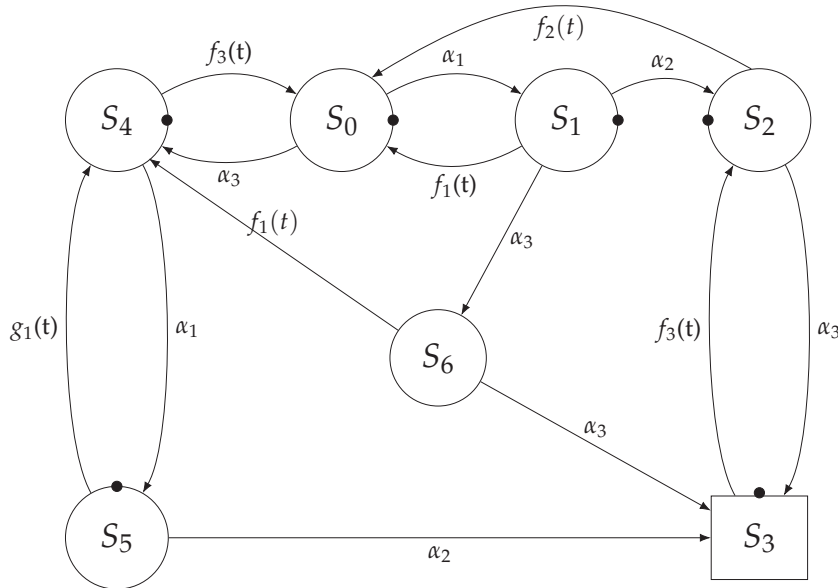 f₂(t)
f₃(t)
α₁
α₂
S₄
S₀
S₁
S₂
α₃
f₁(t)
f₁(t)
α₃
g₁(t)
α₁
f₃(t)
α₃
S₆
α₃
S₅
α₂
S₃